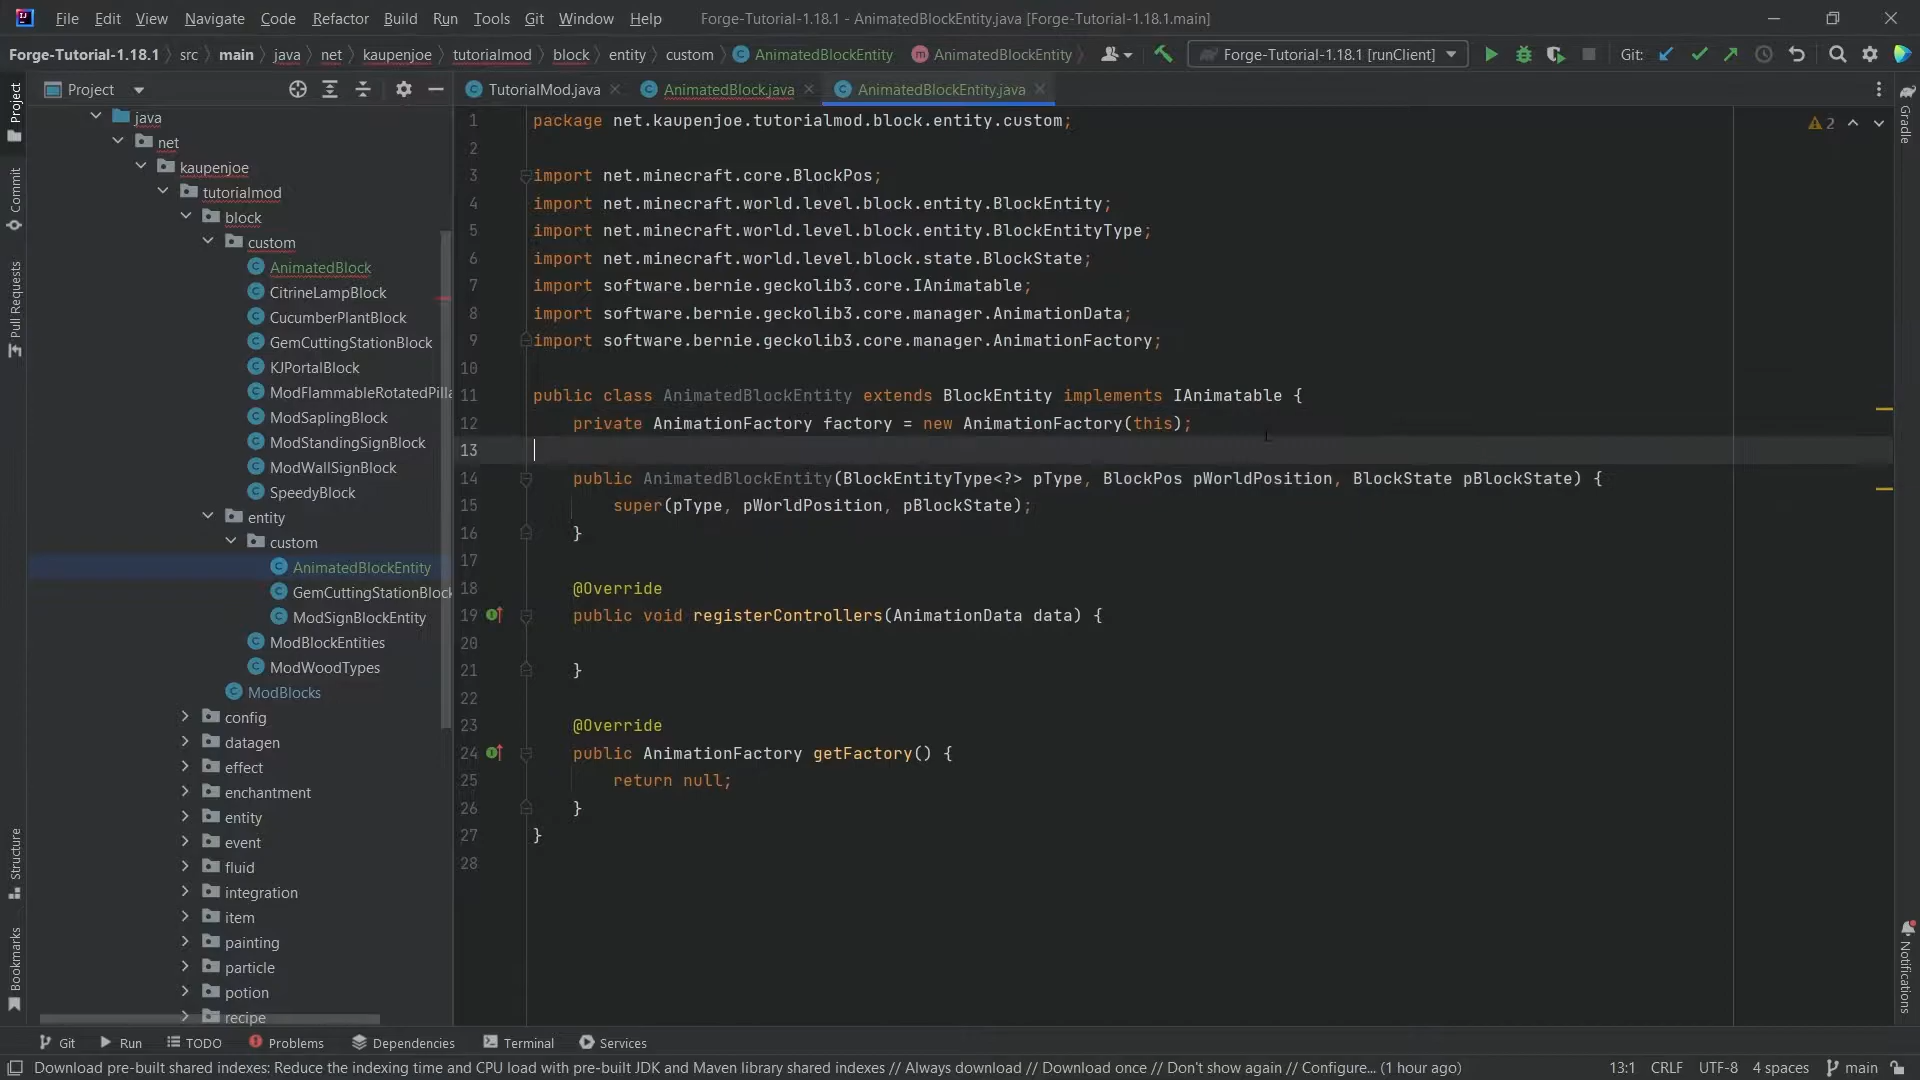 File Edit View Navigate Code Refactor Build Run Tools Git Window Help Forge-Tutorial-1.18.1 - AnimatedBlockEntity.java [Forge-Tutorial-1.18.1.main]
Forge-Tutorial-1.18.1 src main java net kaupenjoe tutorialmod block entity custom AnimatedBlockEntity AnimatedBlockEntity Forge-Tutorial-1.18.1 [runClient] Git:
Project
TutorialMod.java AnimatedBlock.java AnimatedBlockEntity.java
java
net
kaupenjoe
tutorialmod
block
custom
AnimatedBlock
CitrineLampBlock
CucumberPlantBlock
GemCuttingStationBlock
KJPortalBlock
ModFlammableRotatedPilla
ModSaplingBlock
ModStandingSignBlock
ModWallSignBlock
SpeedyBlock
entity
custom
AnimatedBlockEntity
GemCuttingStationBlock
ModSignBlockEntity
ModBlockEntities
ModWoodTypes
ModBlocks
config
datagen
effect
enchantment
entity
event
fluid
integration
item
painting
particle
potion
recipe
1 package net.kaupenjoe.tutorialmod.block.entity.custom;
2
3 import net.minecraft.core.BlockPos;
4 import net.minecraft.world.level.block.entity.BlockEntity;
5 import net.minecraft.world.level.block.entity.BlockEntityType;
6 import net.minecraft.world.level.block.state.BlockState;
7 import software.bernie.geckolib3.core.IAnimatable;
8 import software.bernie.geckolib3.core.manager.AnimationData;
9 import software.bernie.geckolib3.core.manager.AnimationFactory;
10
11 public class AnimatedBlockEntity extends BlockEntity implements IAnimatable {
12 private AnimationFactory factory = new AnimationFactory(this);
13
14 public AnimatedBlockEntity(BlockEntityType<?> pType, BlockPos pWorldPosition, BlockState pBlockState) {
15 super(pType, pWorldPosition, pBlockState);
16 }
17
18 @Override
19 public void registerControllers(AnimationData data) {
20
21 }
22
23 @Override
24 public AnimationFactory getFactory() {
25 return null;
26 }
27 }
28
2
Project
Commit
Pull Requests
Structure
Bookmarks
Gradle
Notifications
Git Run TODO Problems Dependencies Terminal Services
Download pre-built shared indexes: Reduce the indexing time and CPU load with pre-built JDK and Maven library shared indexes // Always download // Download once // Don't show again // Configure... (1 hour ago) 13:1 CRLF UTF-8 4 spaces main